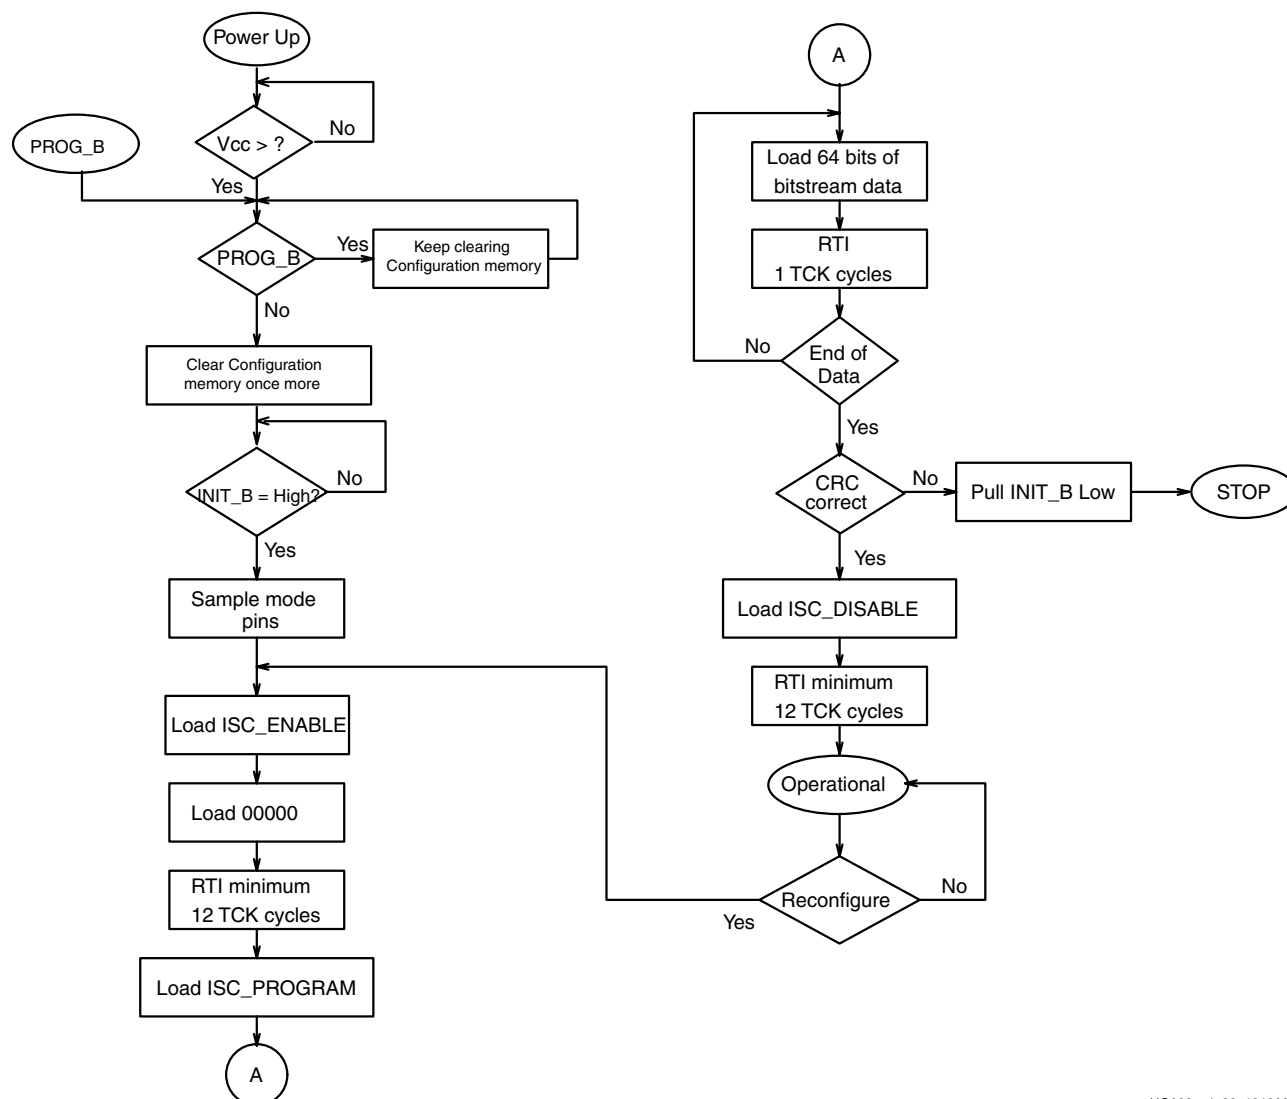 Power Up
No
Vcc > ?
PROG_B
Yes
PROG_B
Yes
Keep clearing
Configuration memory
No
Clear Configuration
memory once more
No
INIT_B = High?
Yes
Sample mode
pins
Load ISC_ENABLE
Load 00000
RTI minimum
12 TCK cycles
Load ISC_PROGRAM
A
A
Load 64 bits of
bitstream data
RTI
1 TCK cycles
No
End of
Data
Yes
CRC
correct
No
Pull INIT_B Low
STOP
Yes
Load ISC_DISABLE
RTI minimum
12 TCK cycles
Operational
Reconfigure
No
Yes